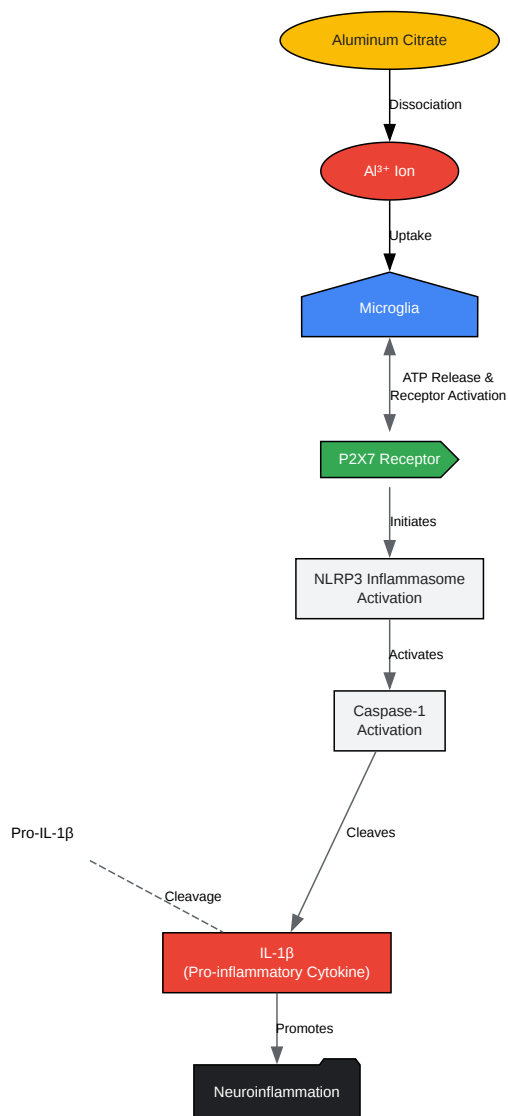 Aluminum Citrate
Dissociation
Al³⁺ Ion
Uptake
Microglia
ATP Release &
Receptor Activation
P2X7 Receptor
Initiates
NLRP3 Inflammasome
Activation
Activates
Caspase-1
Activation
Pro-IL-1β
Cleaves
Cleavage
IL-1β
(Pro-inflammatory Cytokine)
Promotes
Neuroinflammation